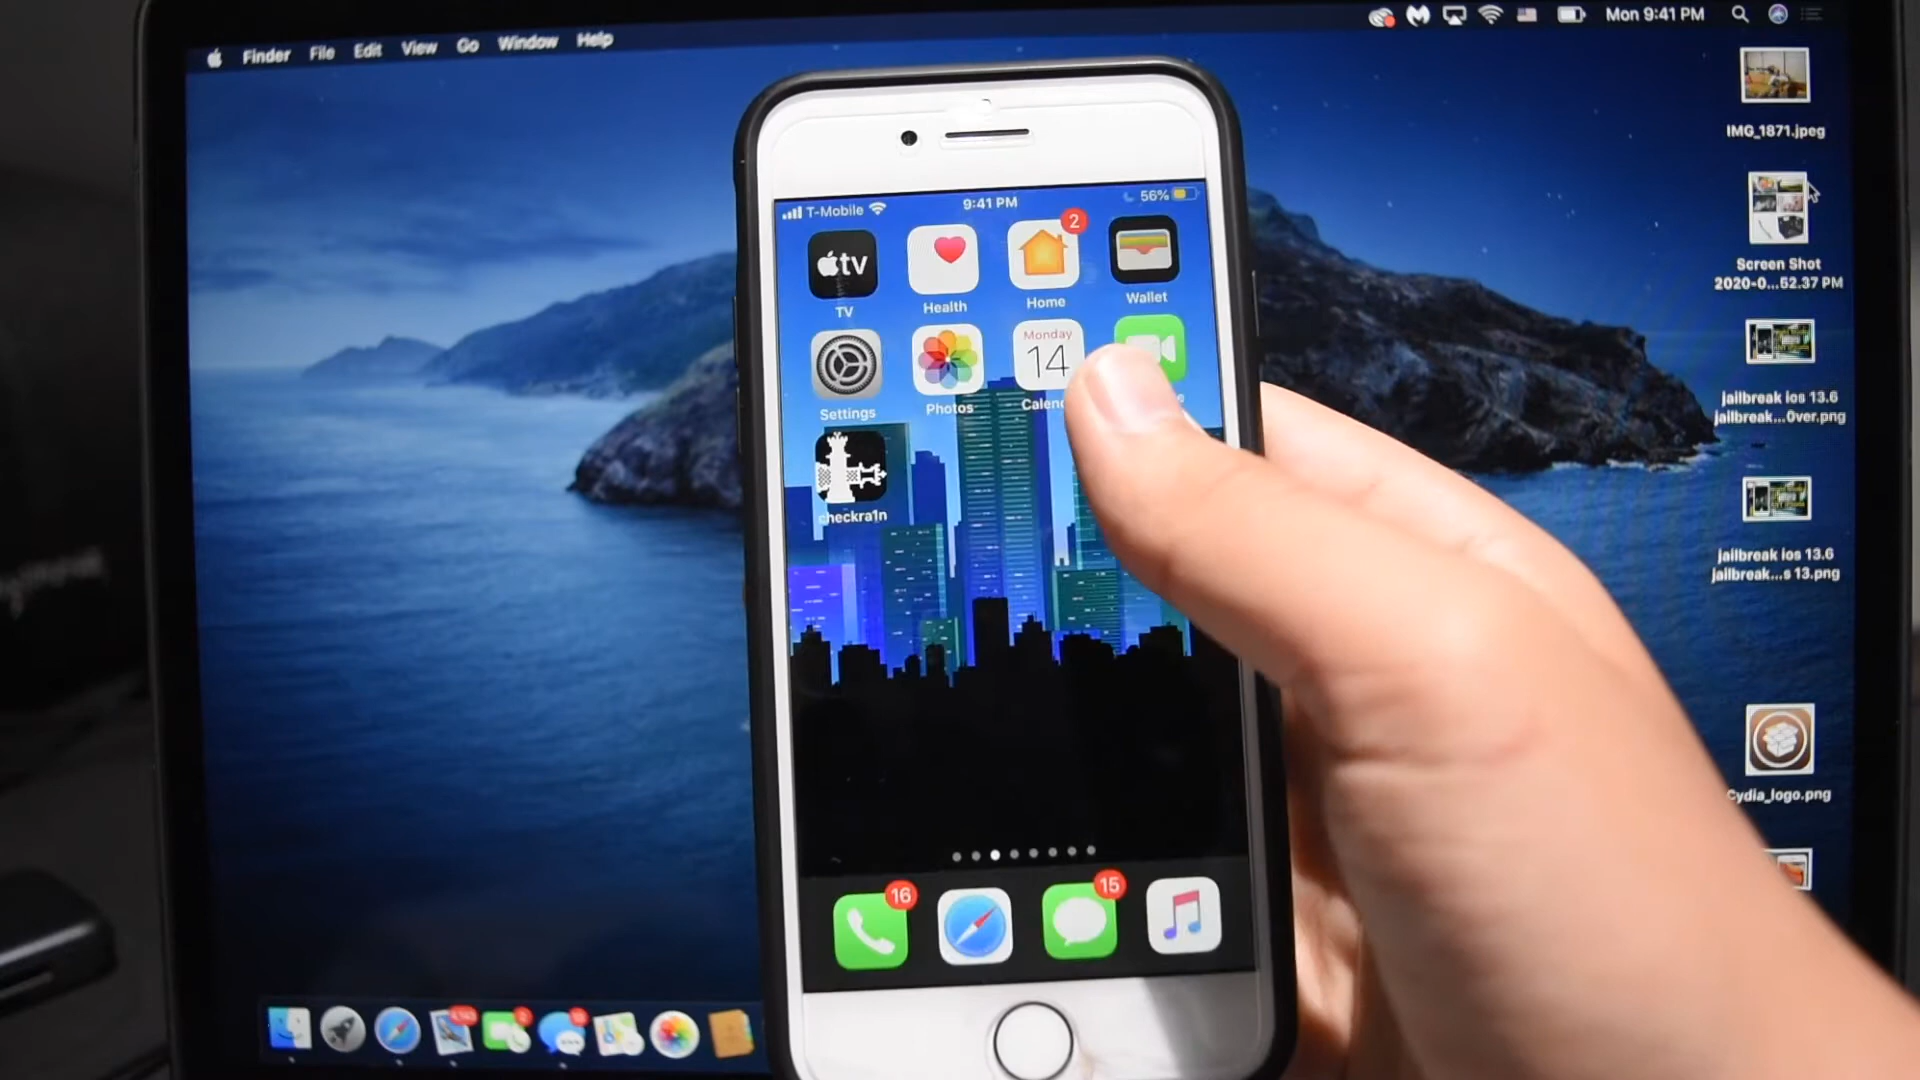 Finder File Edit View Go Window Help
Mon 9:41 PM
IMG_1871.jpeg
Screen Shot
2020-0...52.37 PM
jailbreak ios 13.6
jailbreak...0ver.png
jailbreak ios 13.6
jailbreak...s 13.png
Cydia_logo.png
T-Mobile
9:41 PM
56%
tv
2
TV
Health
Home
Wallet
Monday
14
Settings
Photos
checkra1n
16
15